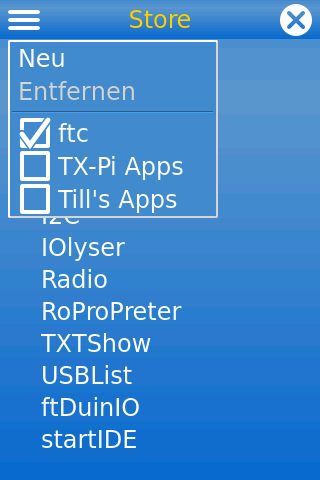 Store
Neu
Entfernen
ftc
TX-Pi Apps
Till's Apps
I2C
IOlyser
Radio
RoProPreter
TXTShow
USBList
ftDuinIO
startIDE